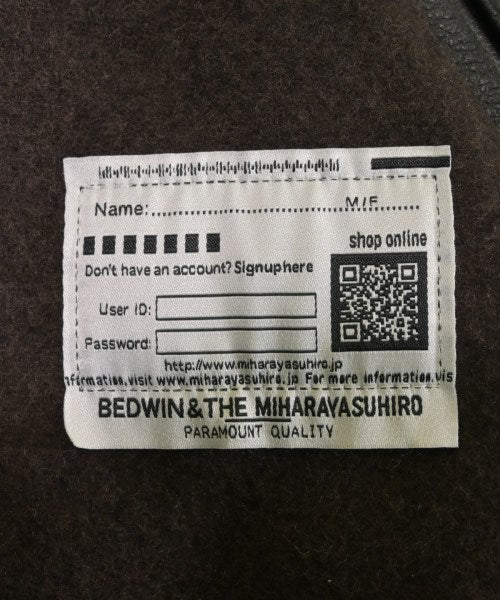 Name:.......................M/F.......
shop online
Don't have an account? Signuphere
User ID:
Password:
http://www.miharayasuhiro.jp
nformation.visit www.miharayasuhiro.jp For more information.vis
BEDWIN&THE MIHARAYASUHIRO
PARAMOUNT QUALITY